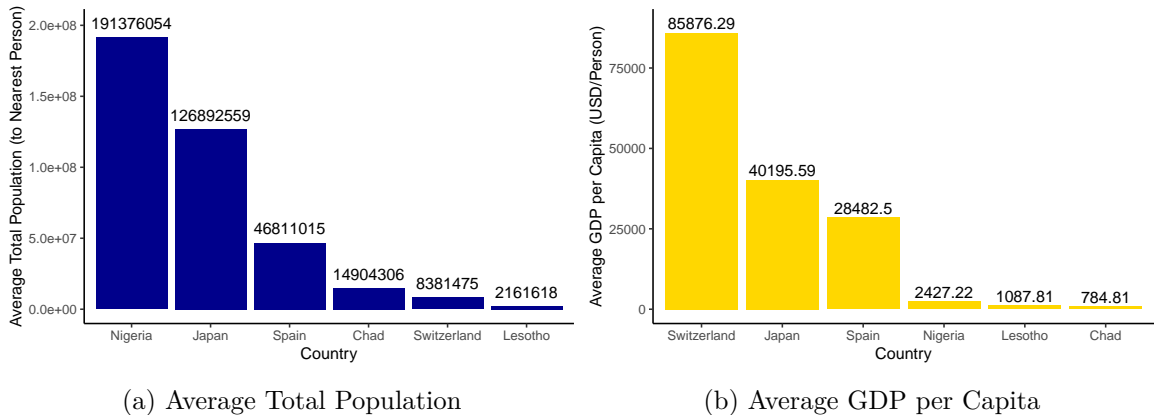 Average Total Population (to Nearest Person)
2.0e+08
1.5e+08
1.0e+08
5.0e+07
0.0e+00
191376054
126892559
46811015
14904306
8381475
2161618
Nigeria Japan Spain Chad Switzerland Lesotho
Country
(a) Average Total Population
Average GDP per Capita (USD/Person)
75000
50000
25000
0
85876.29
40195.59
28482.5
2427.22
1087.81
784.81
Switzerland Japan Spain Nigeria Lesotho Chad
Country
(b) Average GDP per Capita